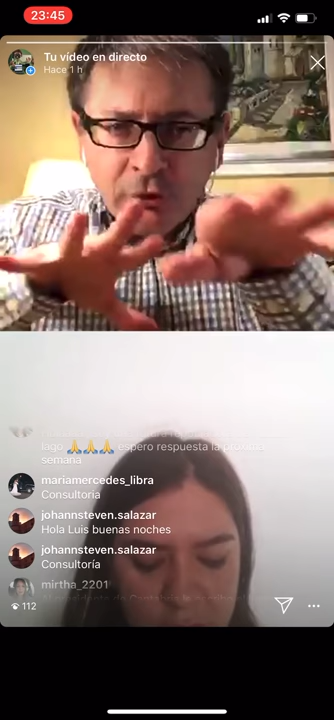 23:45
Tu vídeo en directo
Hace 1 h
lago 🙏🙏🙏 espero respuesta la próxima
semana
mariamercedes_libra
Consultoria
johannsteven.salazar
Hola Luis buenas noches
johannsteven.salazar
Consultoría
mirtha_2201
112